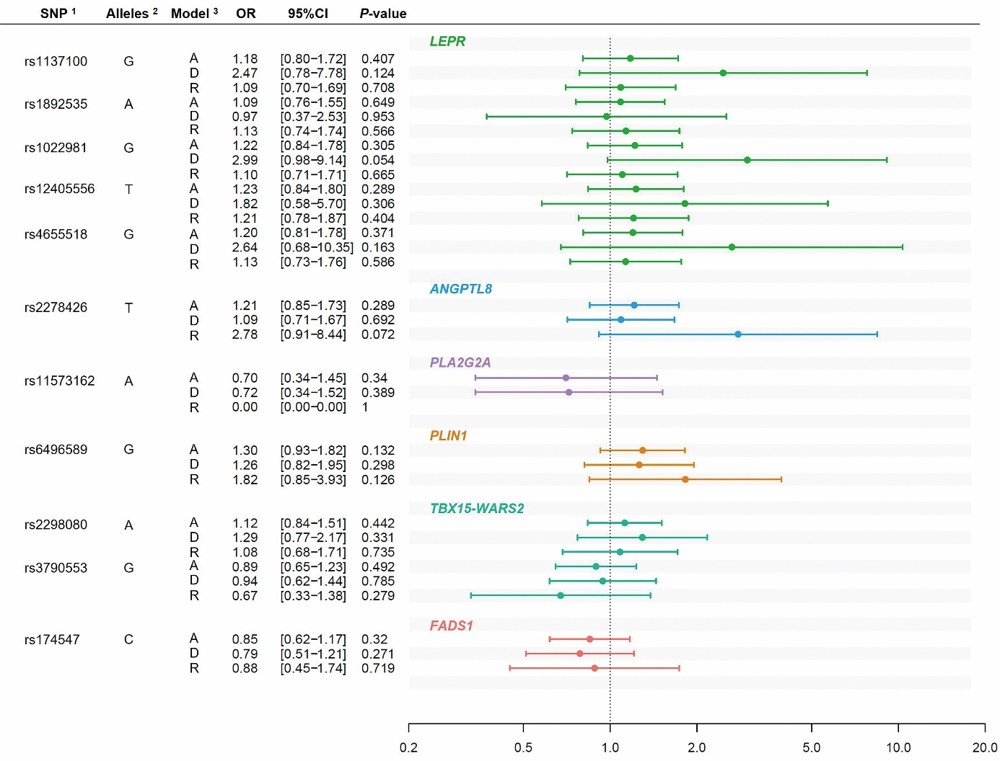 SNP 1 Alleles 2 Model 3 OR 95%CI P-value
LEPR
rs1137100 G A 1.18 [0.80−1.72] 0.407
D 2.47 [0.78−7.78] 0.124
R 1.09 [0.70−1.69] 0.708
rs1892535 A A 1.09 [0.76−1.55] 0.649
D 0.97 [0.37−2.53] 0.953
R 1.13 [0.74−1.74] 0.566
rs1022981 G A 1.22 [0.84−1.78] 0.305
D 2.99 [0.98−9.14] 0.054
R 1.10 [0.71−1.71] 0.665
rs12405556 T A 1.23 [0.84−1.80] 0.289
D 1.82 [0.58−5.70] 0.306
R 1.21 [0.78−1.87] 0.404
rs4655518 G A 1.20 [0.81−1.78] 0.371
D 2.64 [0.68−10.35] 0.163
R 1.13 [0.73−1.76] 0.586
ANGPTL8
rs2278426 T A 1.21 [0.85−1.73] 0.289
D 1.09 [0.71−1.67] 0.692
R 2.78 [0.91−8.44] 0.072
PLA2G2A
rs11573162 A A 0.70 [0.34−1.45] 0.34
D 0.72 [0.34−1.52] 0.389
R 0.00 [0.00−0.00] 1
PLIN1
rs6496589 G A 1.30 [0.93−1.82] 0.132
D 1.26 [0.82−1.95] 0.298
R 1.82 [0.85−3.93] 0.126
TBX15-WARS2
rs2298080 A A 1.12 [0.84−1.51] 0.442
D 1.29 [0.77−2.17] 0.331
R 1.08 [0.68−1.71] 0.735
rs3790553 G A 0.89 [0.65−1.23] 0.492
D 0.94 [0.62−1.44] 0.785
R 0.67 [0.33−1.38] 0.279
FADS1
rs174547 C A 0.85 [0.62−1.17] 0.32
D 0.79 [0.51−1.21] 0.271
R 0.88 [0.45−1.74] 0.719
0.2 0.5 1.0 2.0 5.0 10.0 20.0